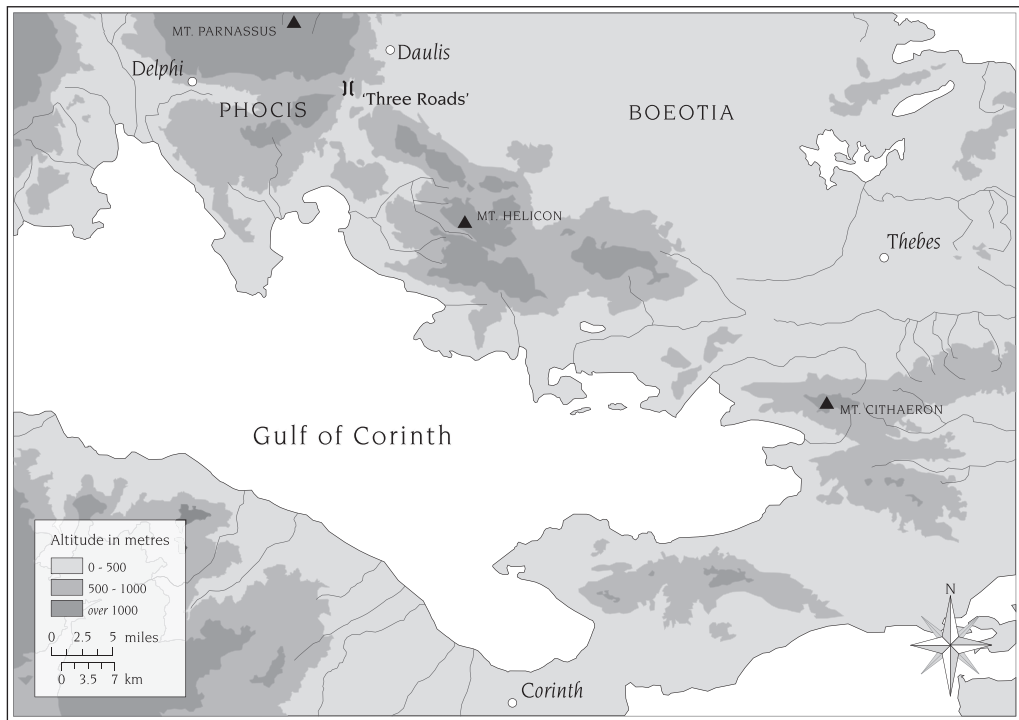 MT. PARNASSUS
Daulis
Delphi
'Three Roads'
PHOCIS
BOEOTIA
MT. HELICON
Thebes
MT. CITHAERON
Gulf of Corinth
Altitude in metres
0 - 500
500 - 1000
over 1000
0 2.5 5 miles
0 3.5 7 km
N
Corinth